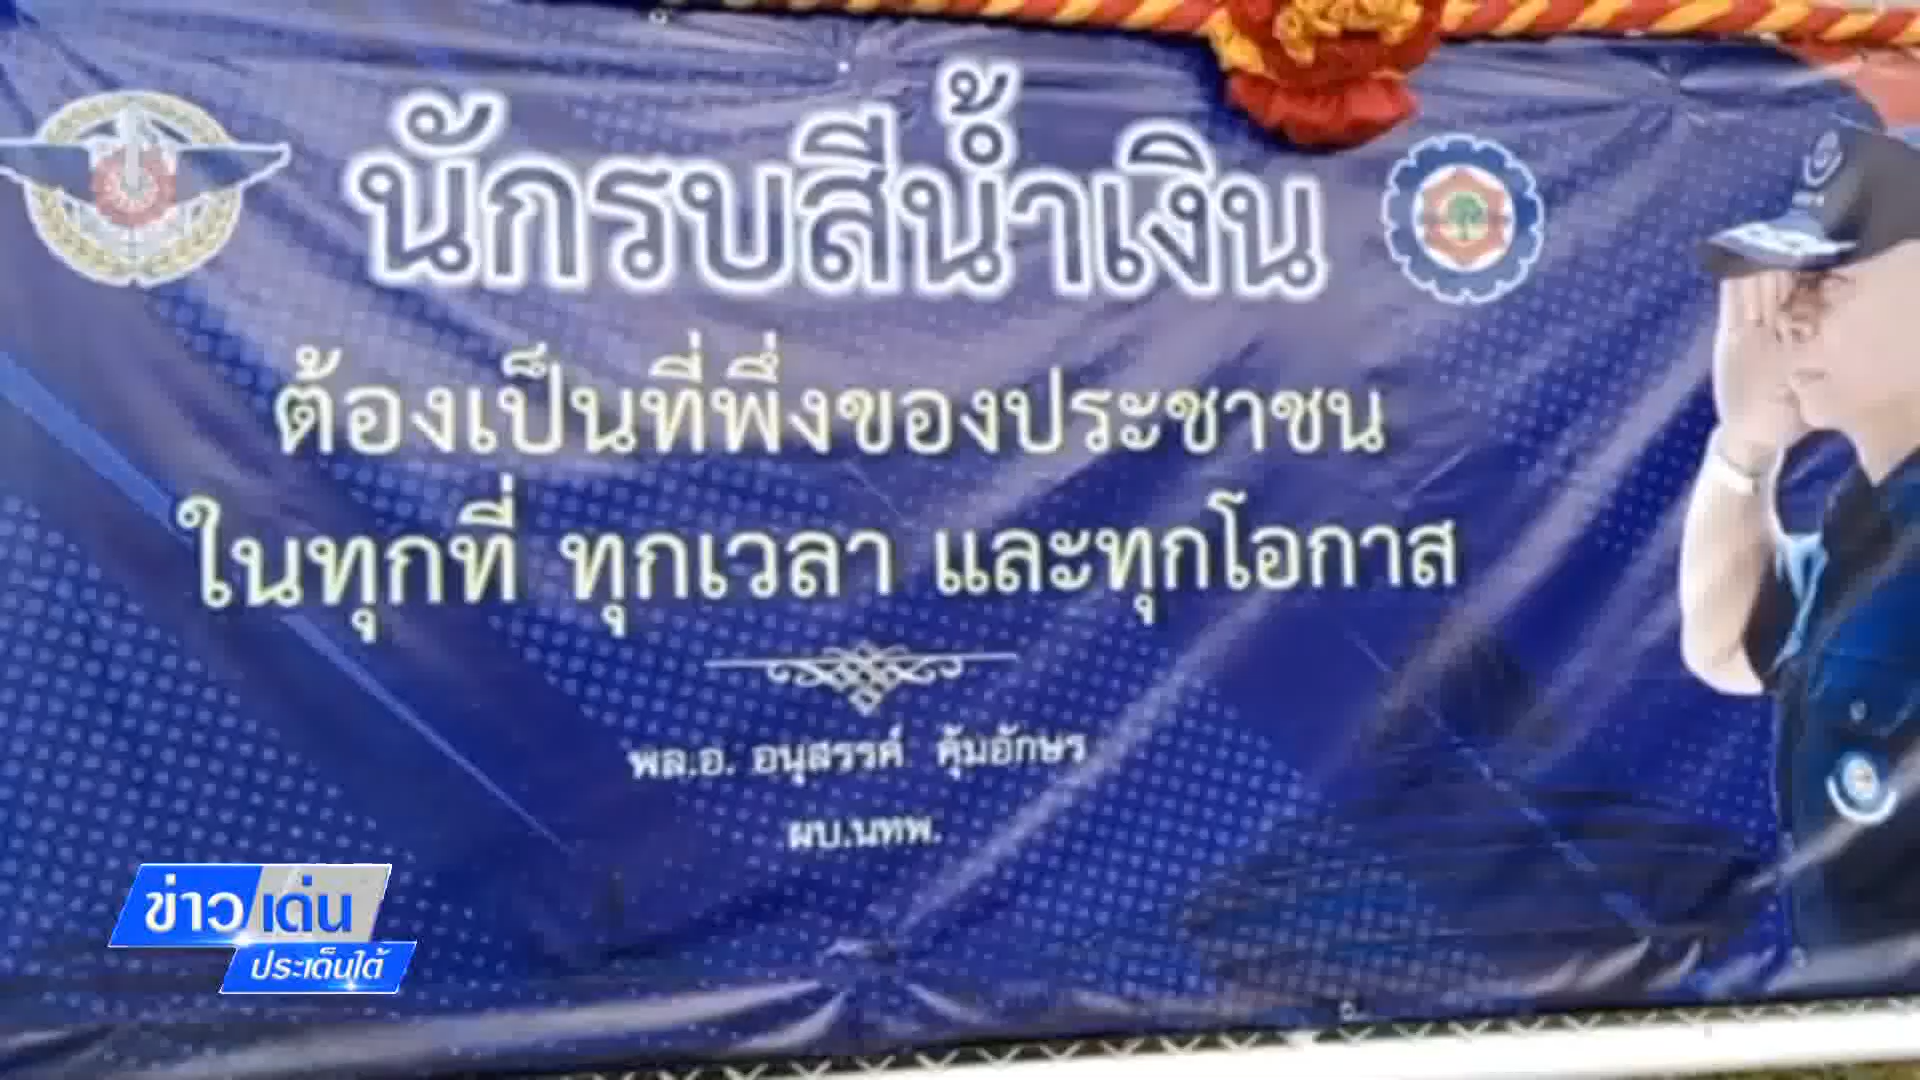 นักรบสีน้ำเงิน
ต้องเป็นที่พึ่งของประชาชน
ในทุกที่ ทุกเวลา และทุกโอกาส
พล.อ. อนุสรรค์ คุ้มอักษร
ผบ.นทพ.
ข่าวเด่น
ประเด็นใต้